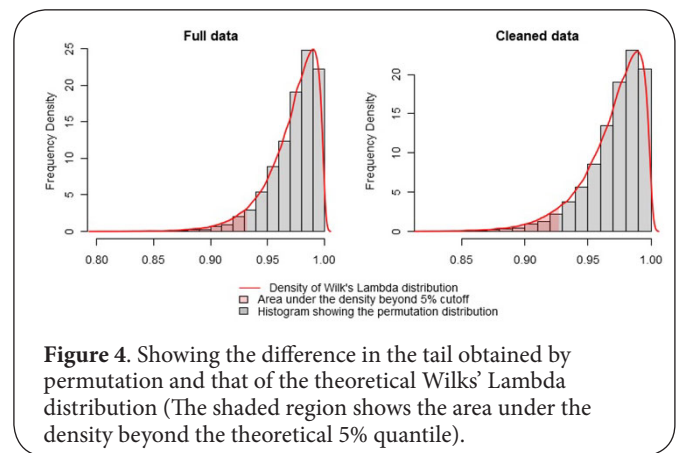 Full data
Cleaned data
Frequency Density
0 5 10 15 20 25
0.80 0.85 0.90 0.95 1.00
Frequency Density
0 5 10 15 20
0.85 0.90 0.95 1.00
Density of Wilk's Lambda distribution
Area under the density beyond 5% cutoff
Histogram showing the permutation distribution
Figure 4. Showing the difference in the tail obtained by
permutation and that of the theoretical Wilks' Lambda
distribution (The shaded region shows the area under the
density beyond the theoretical 5% quantile).